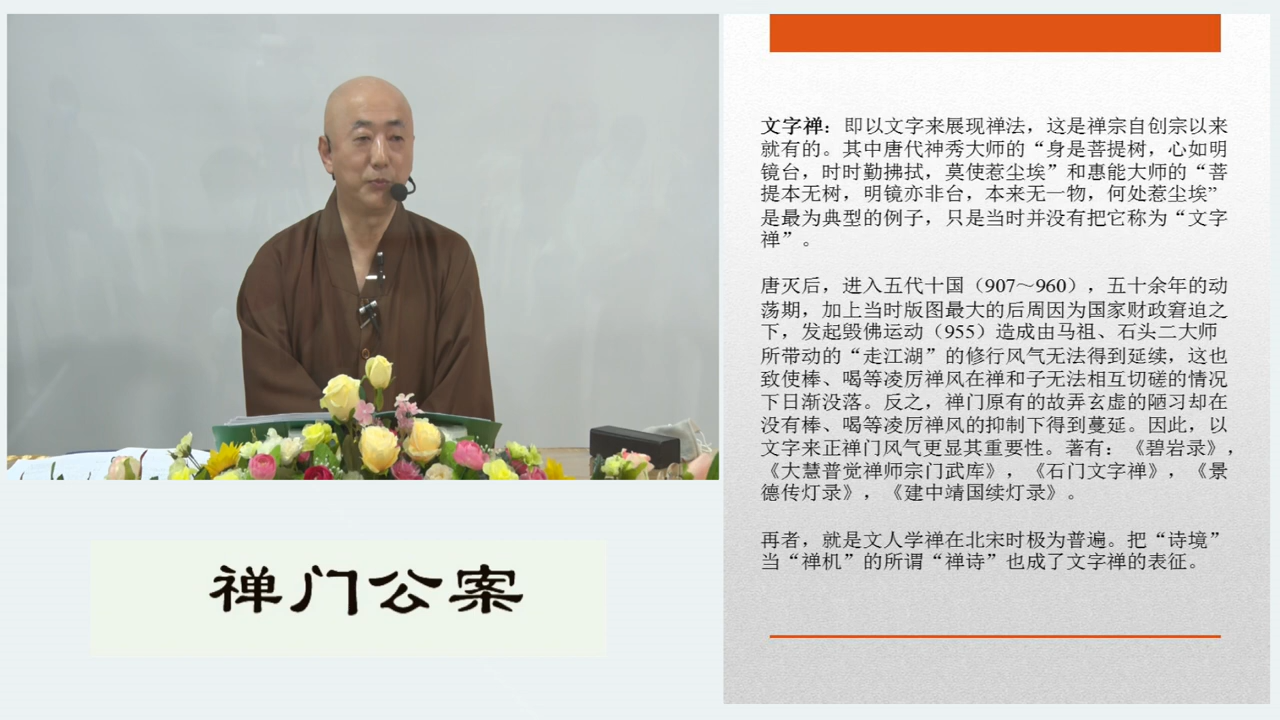 文字禅：即以文字来展现禅法，这是禅宗自创宗以来
就有的。其中唐代神秀大师的“身是菩提树，心如明
镜台，时时勤拂拭，莫使惹尘埃”和惠能大师的“菩
提本无树，明镜亦非台，本来无一物，何处惹尘埃”
是最为典型的例子，只是当时并没有把它称为“文字
禅”。
唐灭后，进入五代十国（907～960），五十余年的动
荡期，加上当时版图最大的后周因为国家财政窘迫之
下，发起毁佛运动（955）造成由马祖、石头二大师
所带动的“走江湖”的修行风气无法得到延续，这也
致使棒、喝等凌厉禅风在禅和子无法相互切磋的情况
下日渐没落。反之，禅门原有的故弄玄虚的陋习却在
没有棒、喝等凌厉禅风的抑制下得到蔓延。因此，以
文字来正禅门风气更显其重要性。著有：《碧岩录》，
《大慧普觉禅师宗门武库》，《石门文字禅》，《景
德传灯录》，《建中靖国续灯录》。
再者，就是文人学禅在北宋时极为普遍。把“诗境”
当“禅机”的所谓“禅诗”也成了文字禅的表征。
禅门公案